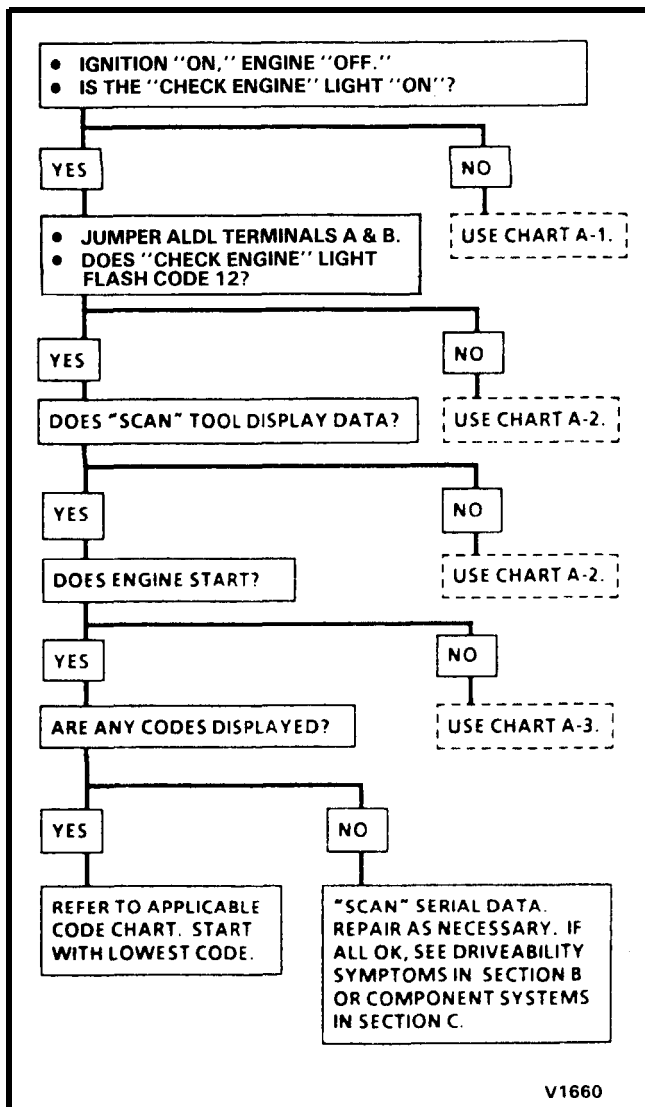 • IGNITION "ON," ENGINE "OFF."
• IS THE "CHECK ENGINE" LIGHT "ON"?
YES
NO
• JUMPER ALDL TERMINALS A & B.
• DOES "CHECK ENGINE" LIGHT
FLASH CODE 12?
USE CHART A-1.
YES
NO
DOES "SCAN" TOOL DISPLAY DATA?
USE CHART A-2.
YES
NO
DOES ENGINE START?
USE CHART A-2.
YES
NO
ARE ANY CODES DISPLAYED?
USE CHART A-3.
YES
NO
REFER TO APPLICABLE
CODE CHART. START
WITH LOWEST CODE.
"SCAN" SERIAL DATA.
REPAIR AS NECESSARY. IF
ALL OK, SEE DRIVEABILITY
SYMPTOMS IN SECTION B
OR COMPONENT SYSTEMS
IN SECTION C.
V1660